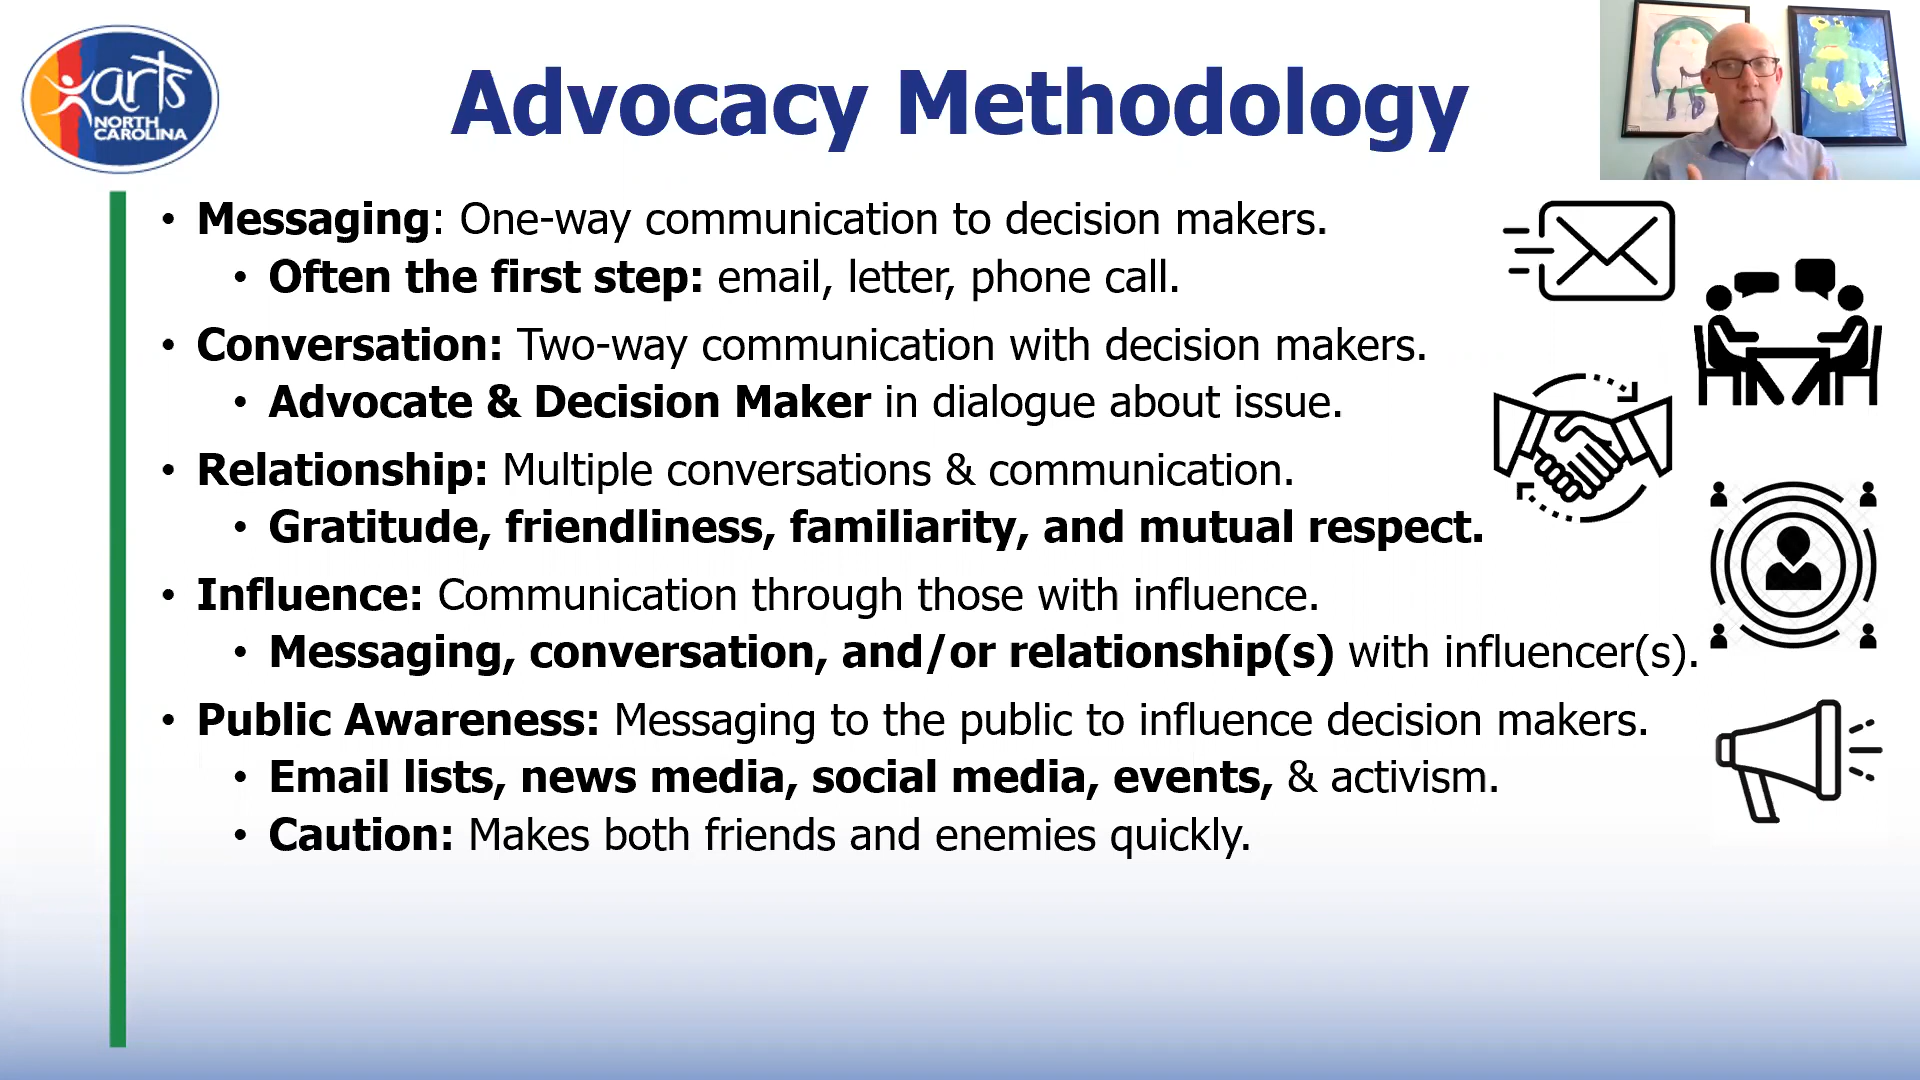 arts
NORTH
CAROLINA
Advocacy Methodology
• Messaging: One-way communication to decision makers.
• Often the first step: email, letter, phone call.
• Conversation: Two-way communication with decision makers.
• Advocate & Decision Maker in dialogue about issue.
• Relationship: Multiple conversations & communication.
• Gratitude, friendliness, familiarity, and mutual respect.
• Influence: Communication through those with influence.
• Messaging, conversation, and/or relationship(s) with influencer(s).
• Public Awareness: Messaging to the public to influence decision makers.
• Email lists, news media, social media, events, & activism.
• Caution: Makes both friends and enemies quickly.